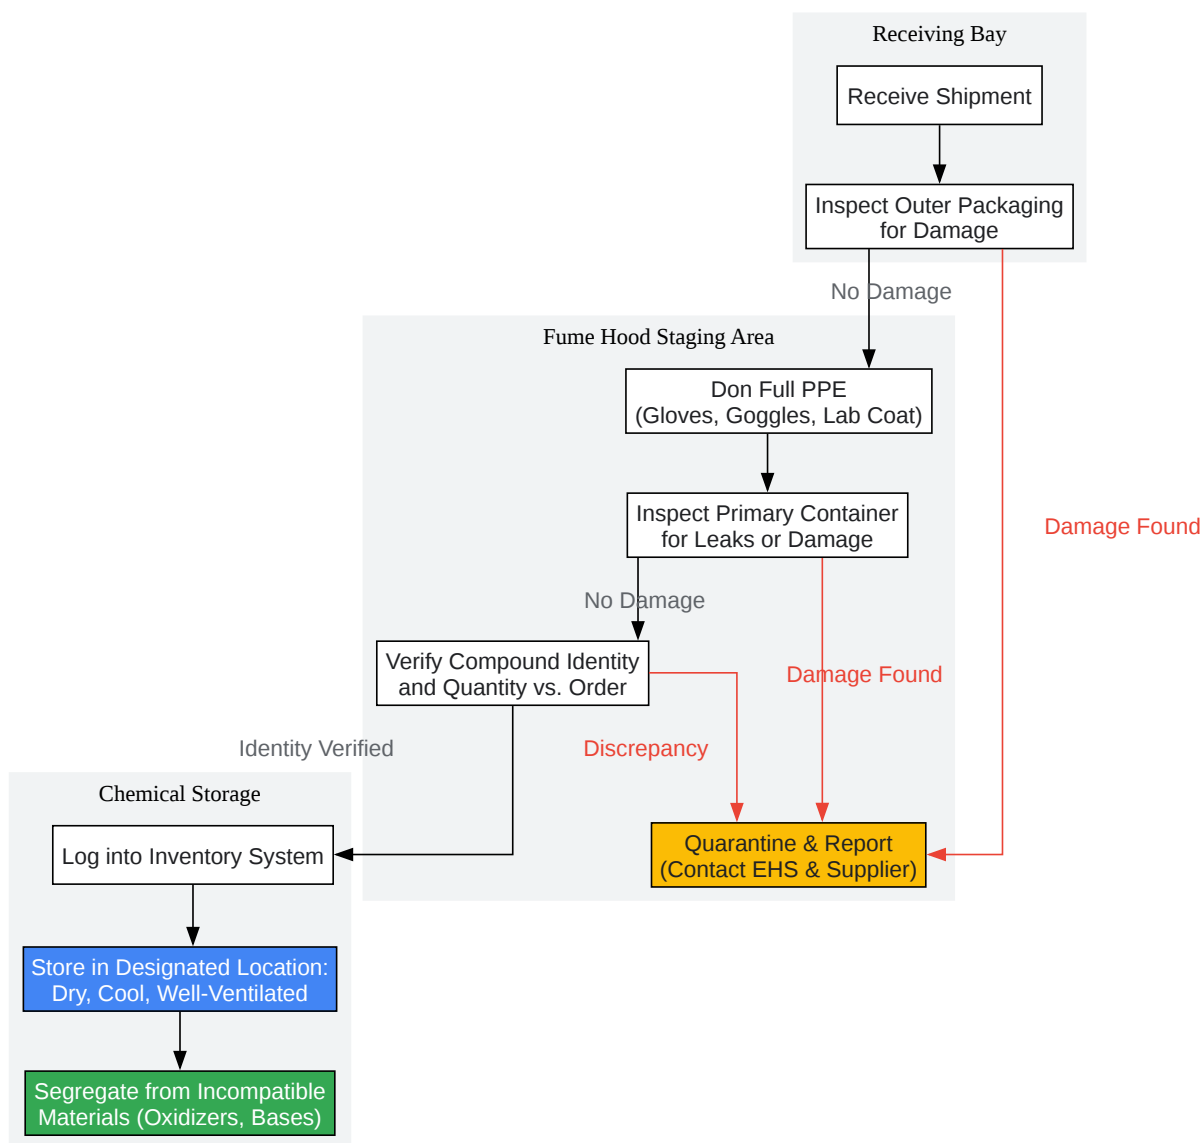 Receiving Bay
Receive Shipment
Inspect Outer Packaging
for Damage
No Damage
Fume Hood Staging Area
Don Full PPE
(Gloves, Goggles, Lab Coat)
Inspect Primary Container
for Leaks or Damage
Damage Found
No Damage
Verify Compound Identity
and Quantity vs. Order
Damage Found
Identity Verified
Discrepancy
Chemical Storage
Log into Inventory System
Quarantine & Report
(Contact EHS & Supplier)
Store in Designated Location:
Dry, Cool, Well-Ventilated
Segregate from Incompatible
Materials (Oxidizers, Bases)